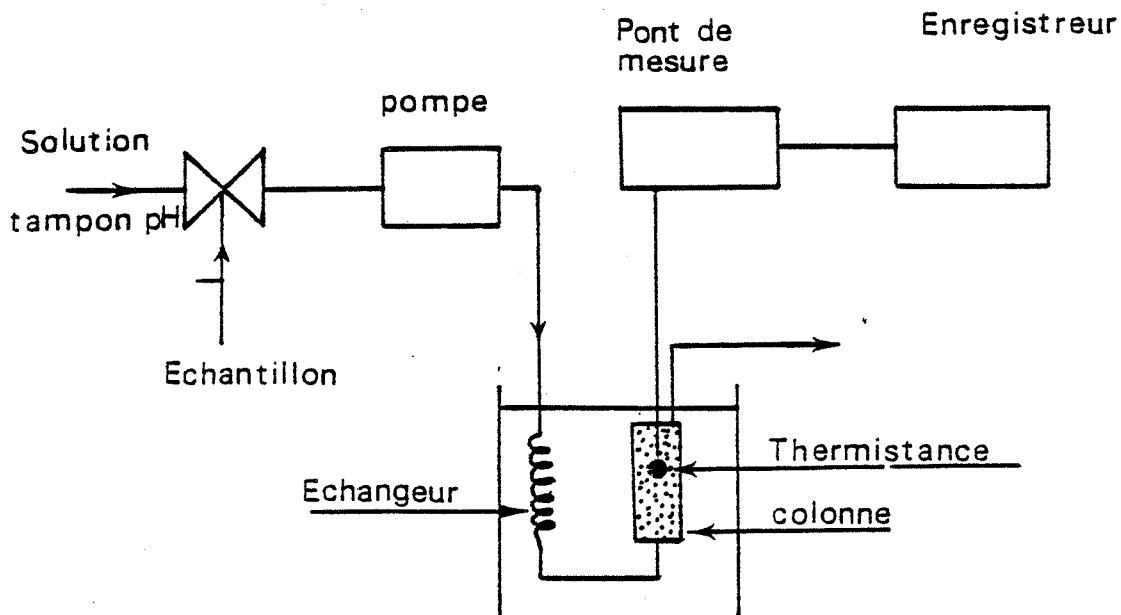 Pont de
mesure
Enregistreur
pompe
Solution
tampon pH
Echantillon
Thermistance
Echangeur
colonne